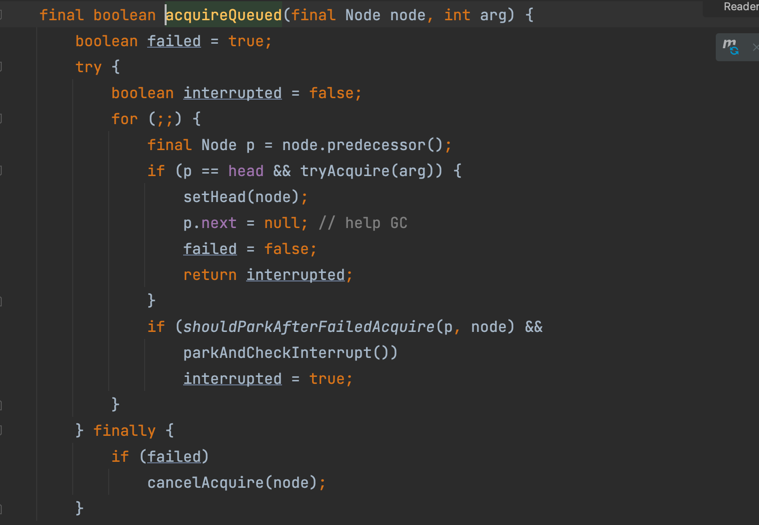 final boolean acquireQueued(final Node node, int arg) {
Reader
boolean failed = true;
try {
boolean interrupted = false;
for (;;) {
final Node p = node.predecessor();
if (p == head && tryAcquire(arg)) {
setHead(node);
p.next = null; // help GC
failed = false;
return interrupted;
}
if (shouldParkAfterFailedAcquire(p, node) &&
parkAndCheckInterrupt())
interrupted = true;
}
} finally {
if (failed)
cancelAcquire(node);
}